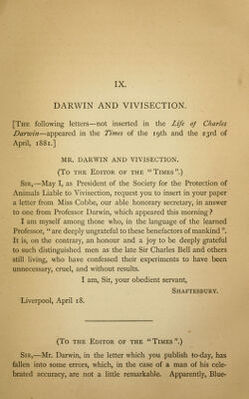 IX.
DARWIN AND VIVISECTION.
[THE following letters—not inserted in the Life of Charles
Darwin—appeared in the Times of the 19th and the 23rd of
April, 1881.]
MR. DARWIN AND VIVISECTION.
(TO THE EDITOR OF THE "TIMES".)
SIR,—May I, as President of the Society for the Protection of
Animals Liable to Vivisection, request you to insert in your paper
a letter from Miss Cobbe, our able honorary secretary, in answer
to one from Professor Darwin, which appeared this morning?
I am myself among those who, in the language of the learned
Professor, "are deeply ungrateful to these benefactors of mankind".
It is, on the contrary, an honour and a joy to be deeply grateful
to such distinguished men as the late Sir Charles Bell and others
still living, who have confessed their experiments to have been
unnecessary, cruel, and without results.
I am, Sir, your obedient servant,
SHAFTESBURY.
Liverpool, April 18.
(TO THE EDITOR OF THE "TIMES".)
SIR,—Mr. Darwin, in the letter which you publish to-day, has
fallen into some errors, which, in the case of a man of his cele-
brated accuracy, are not a little remarkable. Apparently, Blue-